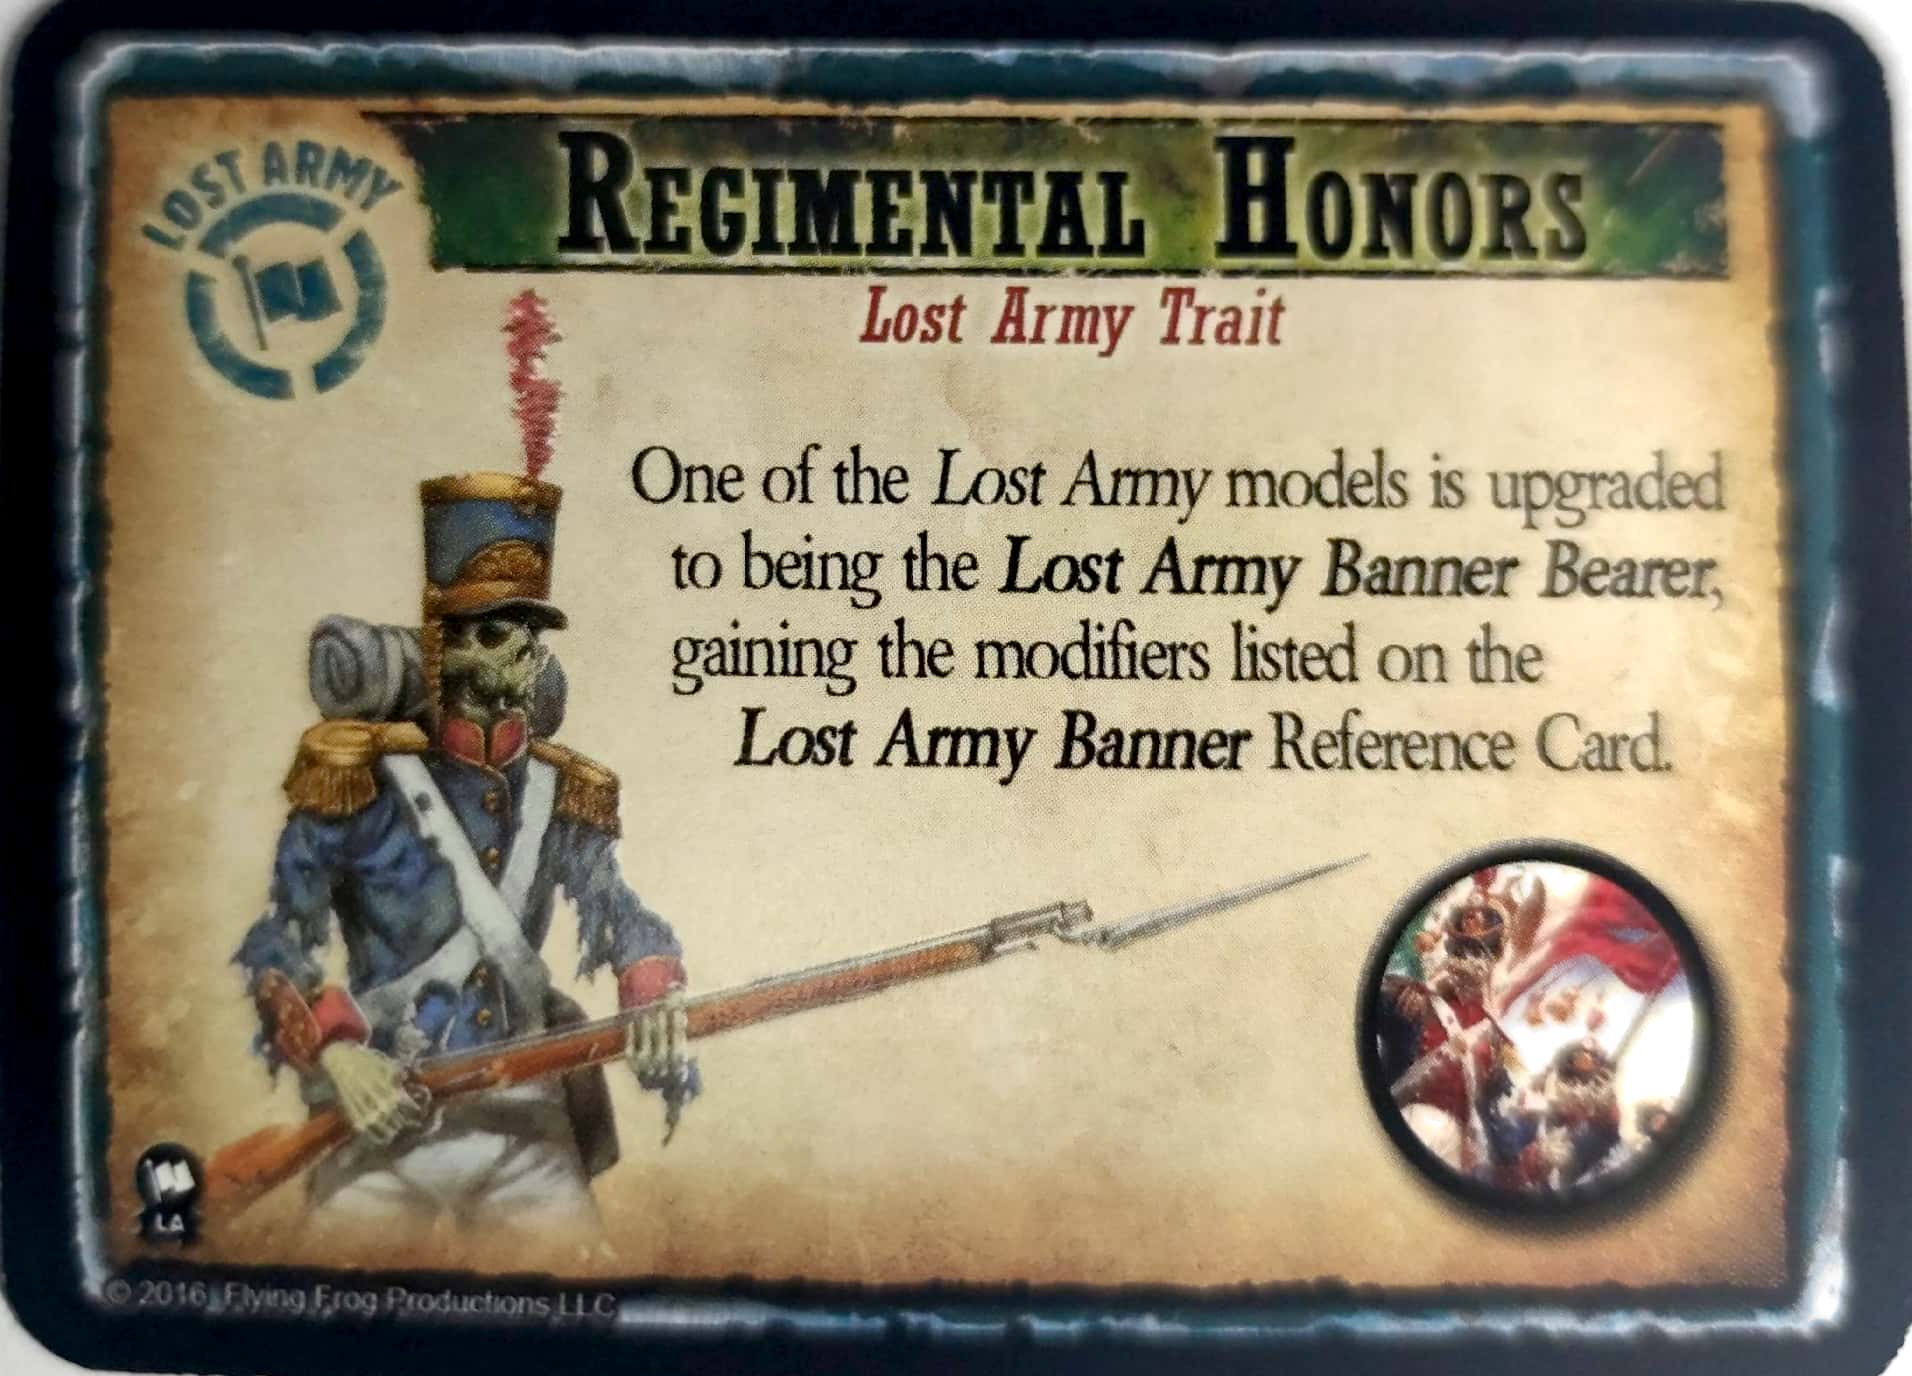 LOST ARMY
REGIMENTAL HONORS
Lost Army Trait
One of the Lost Army models is upgraded
to being the Lost Army Banner Bearer,
gaining the modifiers listed on the
Lost Army Banner Reference Card.
LA
© 2016 Flying Frog Productions LLC